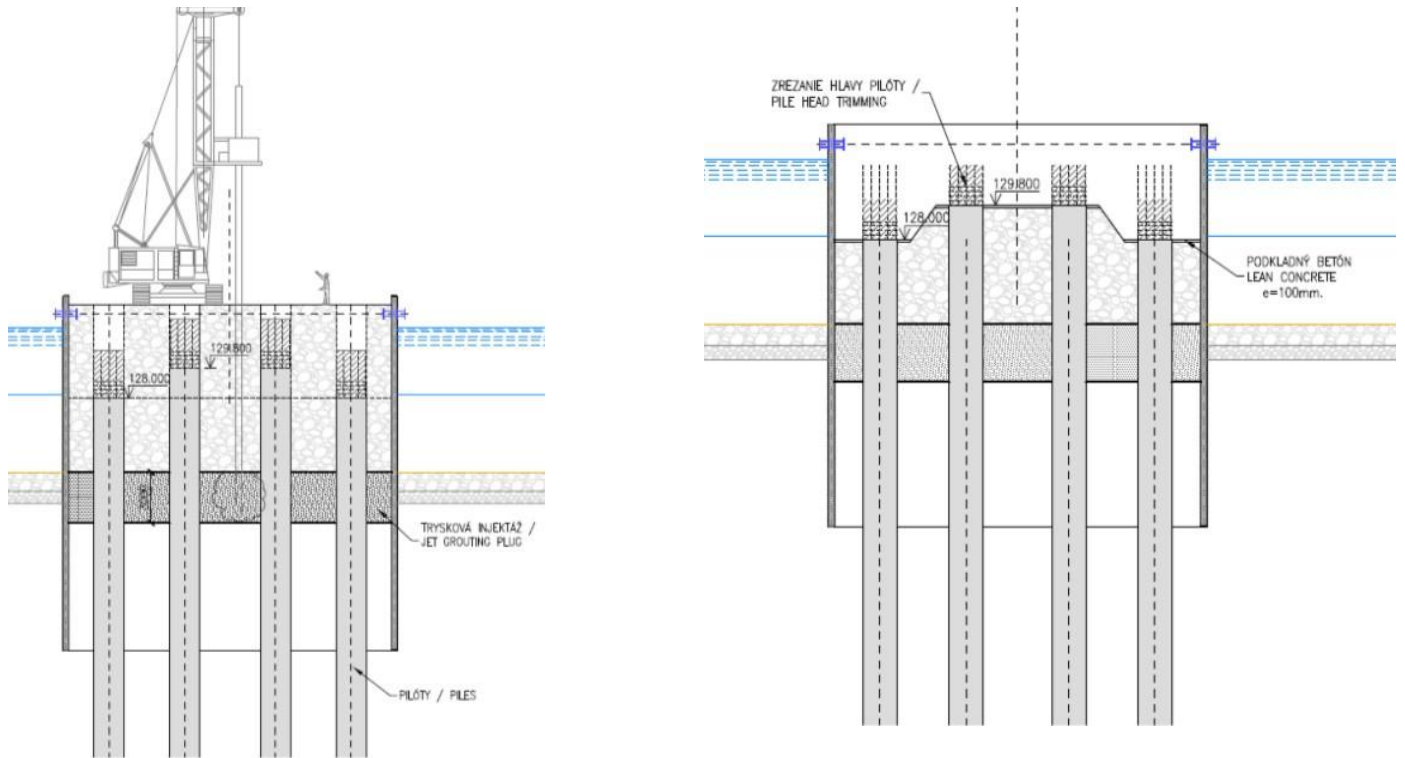 129.800
128.000
3000
TRYSKOVÁ INJEKTÁŽ /
JET GROUTING PLUG
PILÓTY / PILES
ZREZANIE HLAVY PILÓTY /
PILE HEAD TRIMMING
129.800
128.000
PODKLADNÝ BETÓN
LEAN CONCRETE
e=100mm.